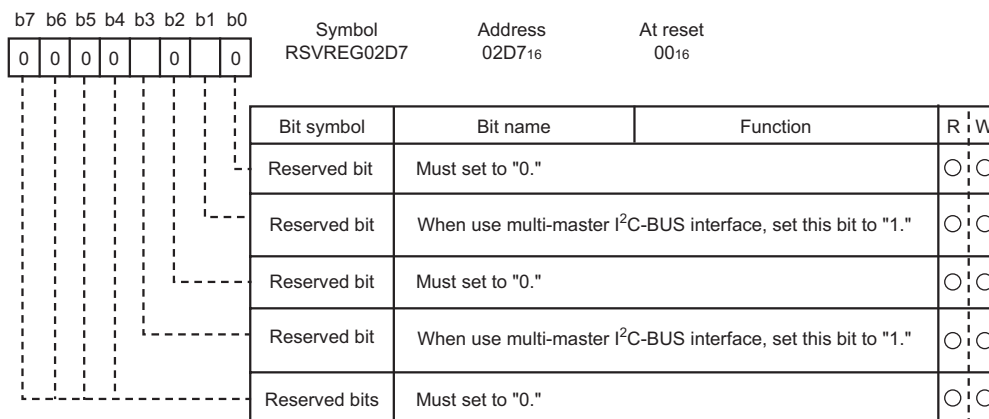 b7 b6 b5 b4 b3 b2 b1 b0
0 0 0 0 0 0
Symbol Address At reset
RSVREG02D7 02D716 0016
Bit symbol Bit name Function R W
Reserved bit Must set to "0."
Reserved bit When use multi-master I2C-BUS interface, set this bit to "1."
Reserved bit Must set to "0."
Reserved bit When use multi-master I2C-BUS interface, set this bit to "1."
Reserved bits Must set to "0."